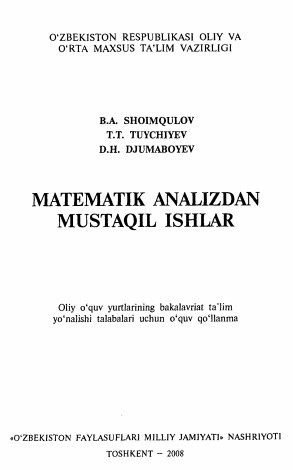 O‘ZBEKISTON RESPUBLIKASI OLIY VA
O‘RTA MAXSUS TA’LIM VAZIRLIGI
B.A. SHOIMQULOV
T.T. TUYCHIYEV
D.H. DJUMABOYEV
MATEMATIK ANALIZDAN
MUSTAQIL ISHLAR
Oliy o‘quv yurtlarining bakalavriat ta’lim
yo‘nalishi talabalari uchun o‘quv qo‘llanma
«O‘ZBEKISTON FAYLASUFLARI MILLIY JAMIYATI» NASHRIYOTI
TOSHKENT – 2008